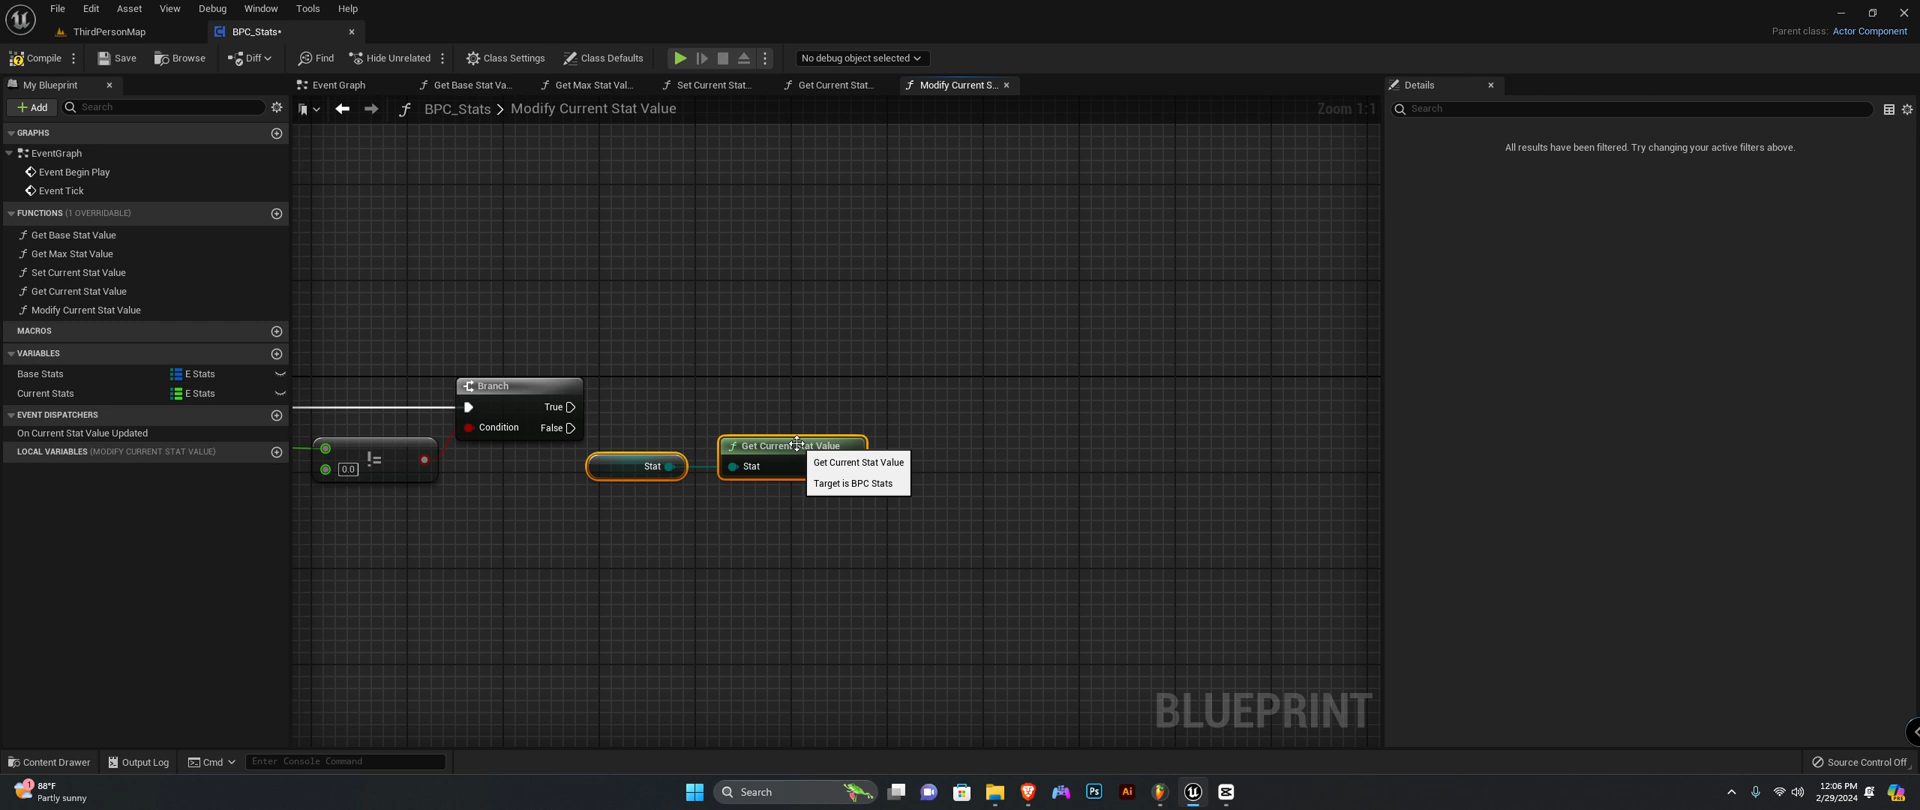 File Edit Asset View Debug Window Tools Help
ThirdPersonMap
BPC_Stats*
Parent class: Actor Component
Compile Save Browse Diff Find Hide Unrelated Class Settings Class Defaults No debug object selected
My Blueprint
Event Graph
Get Base Stat Va...
Get Max Stat Val...
Set Current Stat...
Get Current Stat...
Modify Current S...
Details
Add
Search
BPC_Stats > Modify Current Stat Value
Zoom 1:1
Search
GRAPHS
EventGraph
Event Begin Play
Event Tick
FUNCTIONS (1 OVERRIDABLE)
Get Base Stat Value
Get Max Stat Value
Set Current Stat Value
Get Current Stat Value
Modify Current Stat Value
MACROS
VARIABLES
Base Stats E Stats
Current Stats E Stats
EVENT DISPATCHERS
On Current Stat Value Updated
LOCAL VARIABLES (MODIFY CURRENT STAT VALUE)
All results have been filtered. Try changing your active filters above.
Branch
True
Condition False
0.0 !=
Stat
Get Current Stat Value
Stat
Get Current Stat Value
Target is BPC Stats
BLUEPRINT
Content Drawer Output Log Cmd Enter Console Command
Source Control Off
1
88°F
Partly sunny
Search
Ps
Ai
12:06 PM
2/29/2024